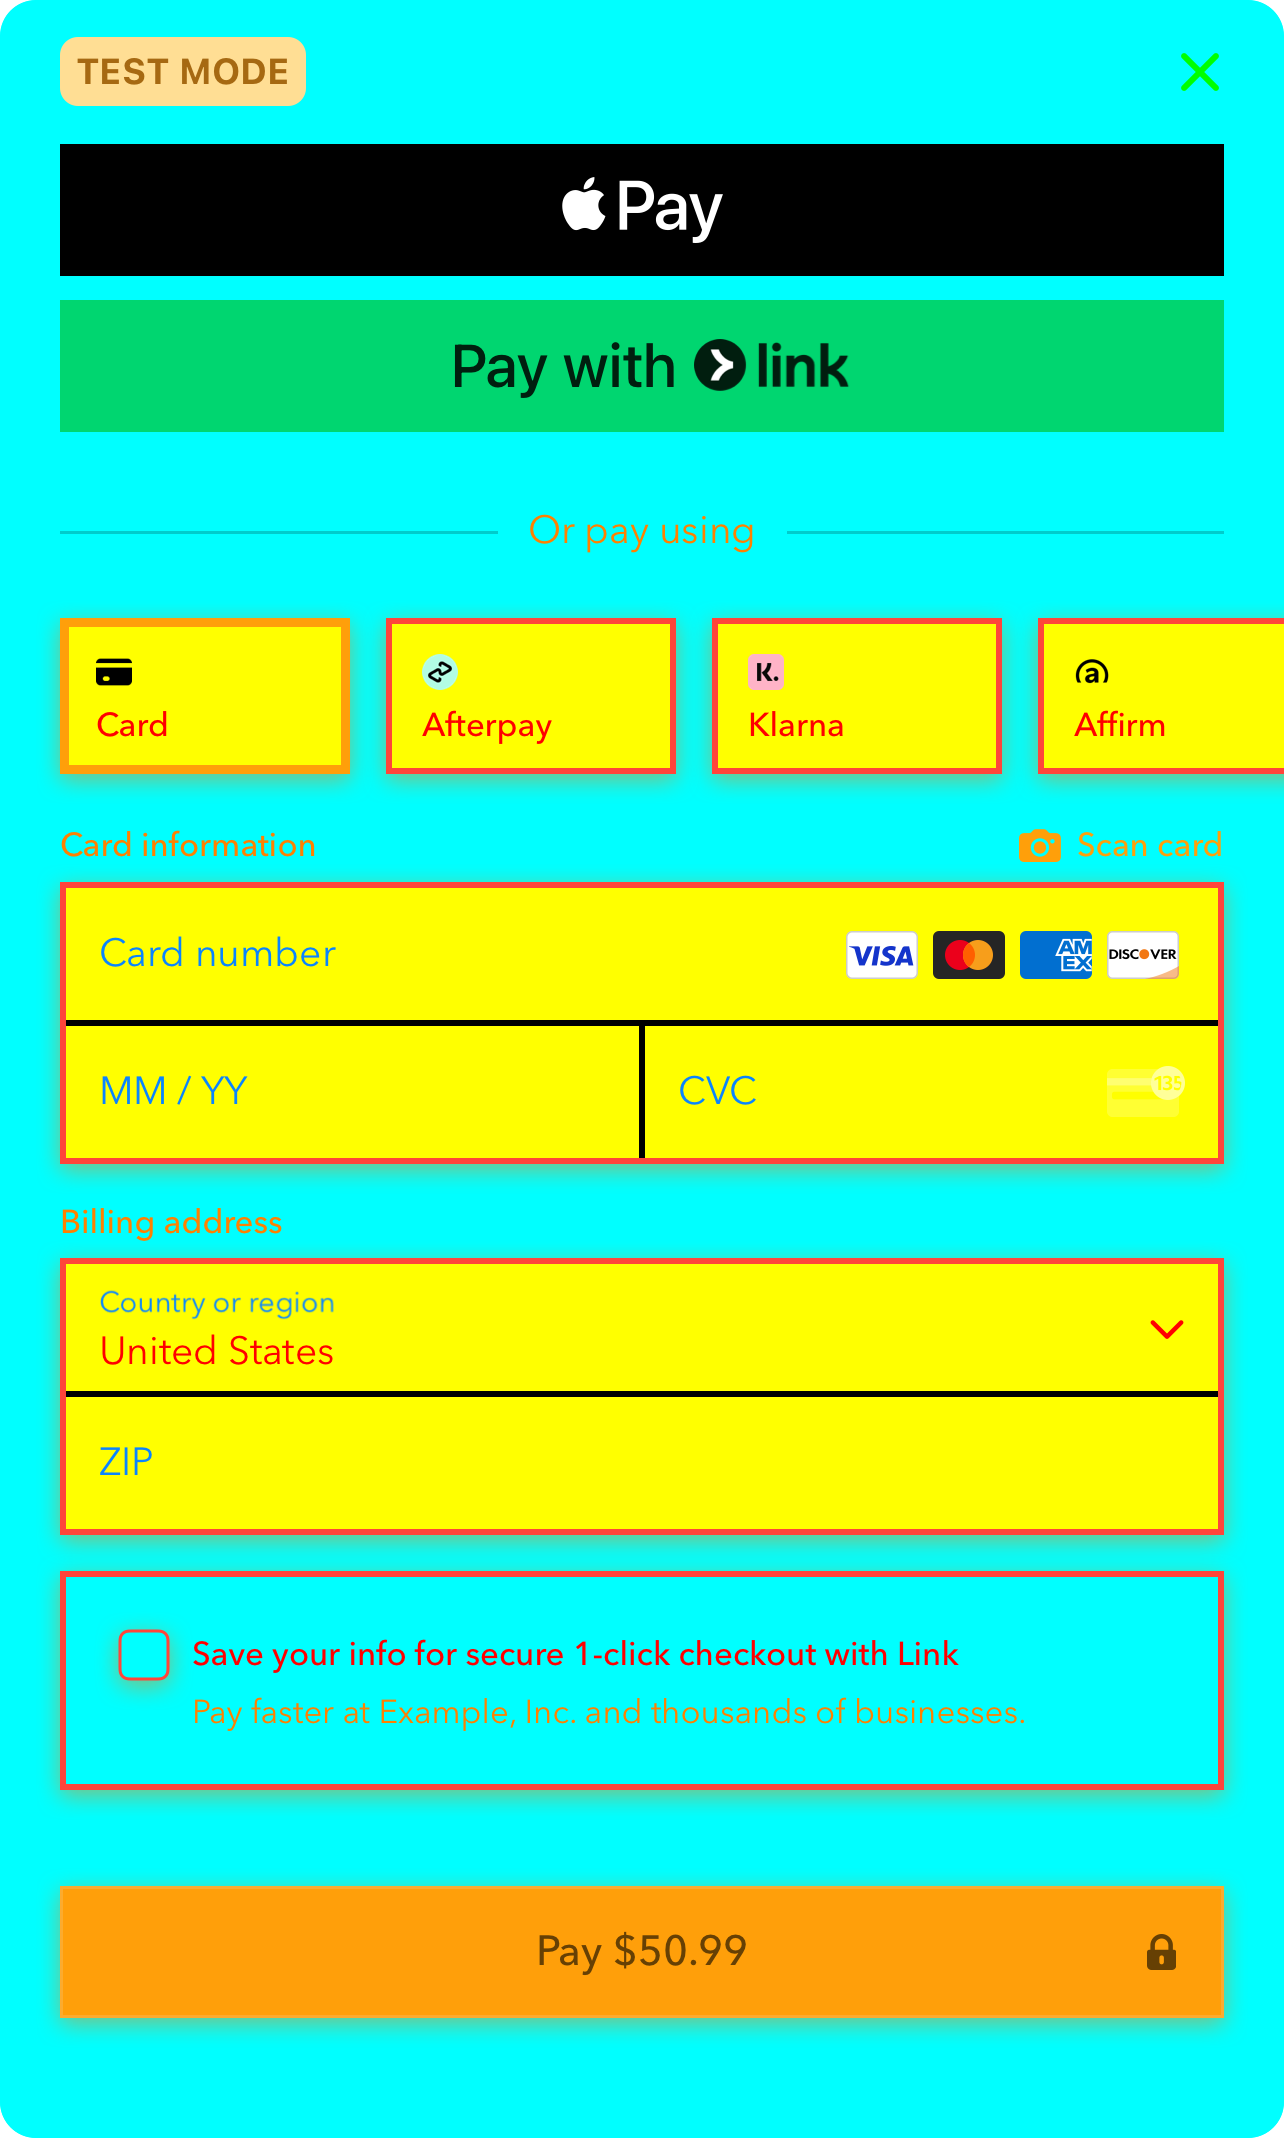 TEST MODE
Pay
Pay with link
Or pay using
Card
Afterpay
K.
Klarna
a
Affirm
Card information
Scan card
Card number
VISA
AM
EX
DISCOVER
MM / YY
CVC
135
Billing address
Country or region
United States
ZIP
Save your info for secure 1-click checkout with Link
Pay faster at Example, Inc. and thousands of businesses.
Pay $50.99